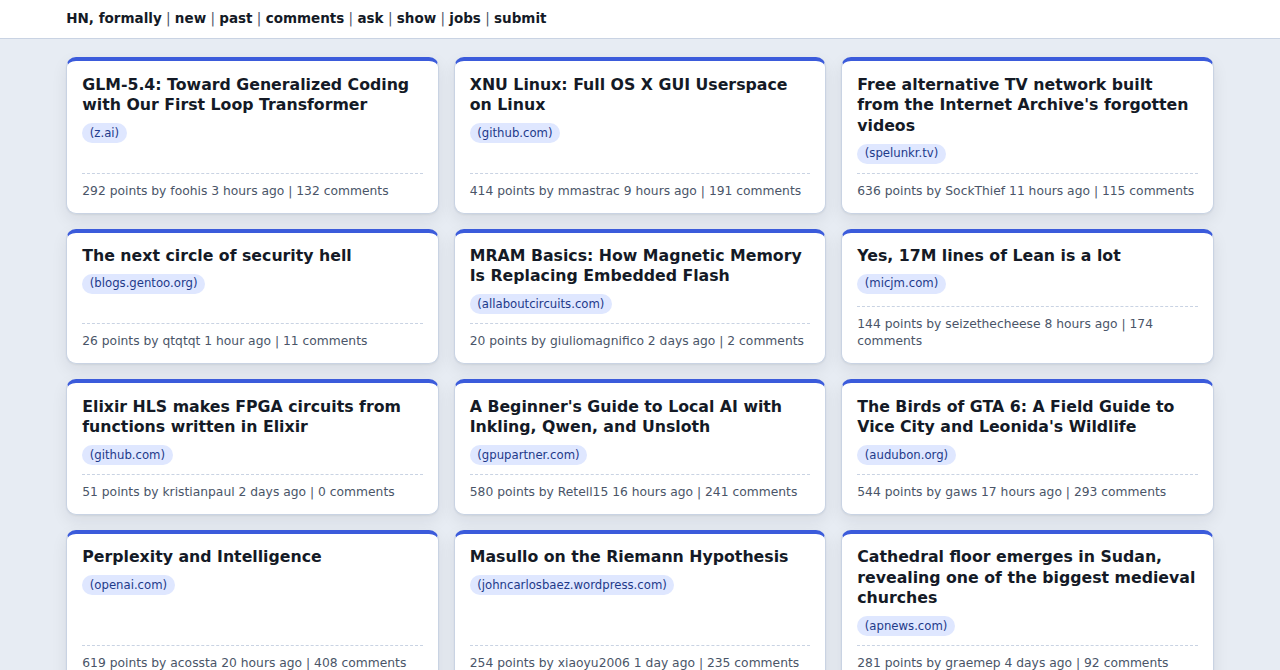 HN, formally | new | past | comments | ask | show | jobs | submit
GLM-5.4: Toward Generalized Coding
with Our First Loop Transformer
(z.ai)
292 points by foohis 3 hours ago | 132 comments
XNU Linux: Full OS X GUI Userspace
on Linux
(github.com)
414 points by mmastrac 9 hours ago | 191 comments
Free alternative TV network built
from the Internet Archive's forgotten
videos
(spelunkr.tv)
636 points by SockThief 11 hours ago | 115 comments
The next circle of security hell
(blogs.gentoo.org)
26 points by qtqtqt 1 hour ago | 11 comments
MRAM Basics: How Magnetic Memory
Is Replacing Embedded Flash
(allaboutcircuits.com)
20 points by giuliomagnifico 2 days ago | 2 comments
Yes, 17M lines of Lean is a lot
(micjm.com)
144 points by seizethecheese 8 hours ago | 174
comments
Elixir HLS makes FPGA circuits from
functions written in Elixir
(github.com)
51 points by kristianpaul 2 days ago | 0 comments
A Beginner's Guide to Local AI with
Inkling, Qwen, and Unsloth
(gpupartner.com)
580 points by Retell15 16 hours ago | 241 comments
The Birds of GTA 6: A Field Guide to
Vice City and Leonida's Wildlife
(audubon.org)
544 points by gaws 17 hours ago | 293 comments
Perplexity and Intelligence
(openai.com)
619 points by acossta 20 hours ago | 408 comments
Masullo on the Riemann Hypothesis
(johncarlosbaez.wordpress.com)
254 points by xiaoyu2006 1 day ago | 235 comments
Cathedral floor emerges in Sudan,
revealing one of the biggest medieval
churches
(apnews.com)
281 points by graemep 4 days ago | 92 comments